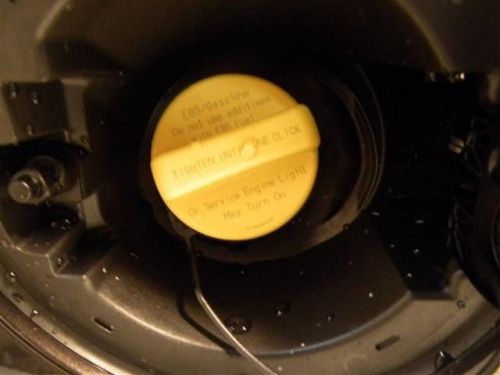 E85/Gasoline
Do not use additives
with E85 Fuel
TIGHTEN UNTIL ONE CLICK
Or Service Engine Light
May Turn On